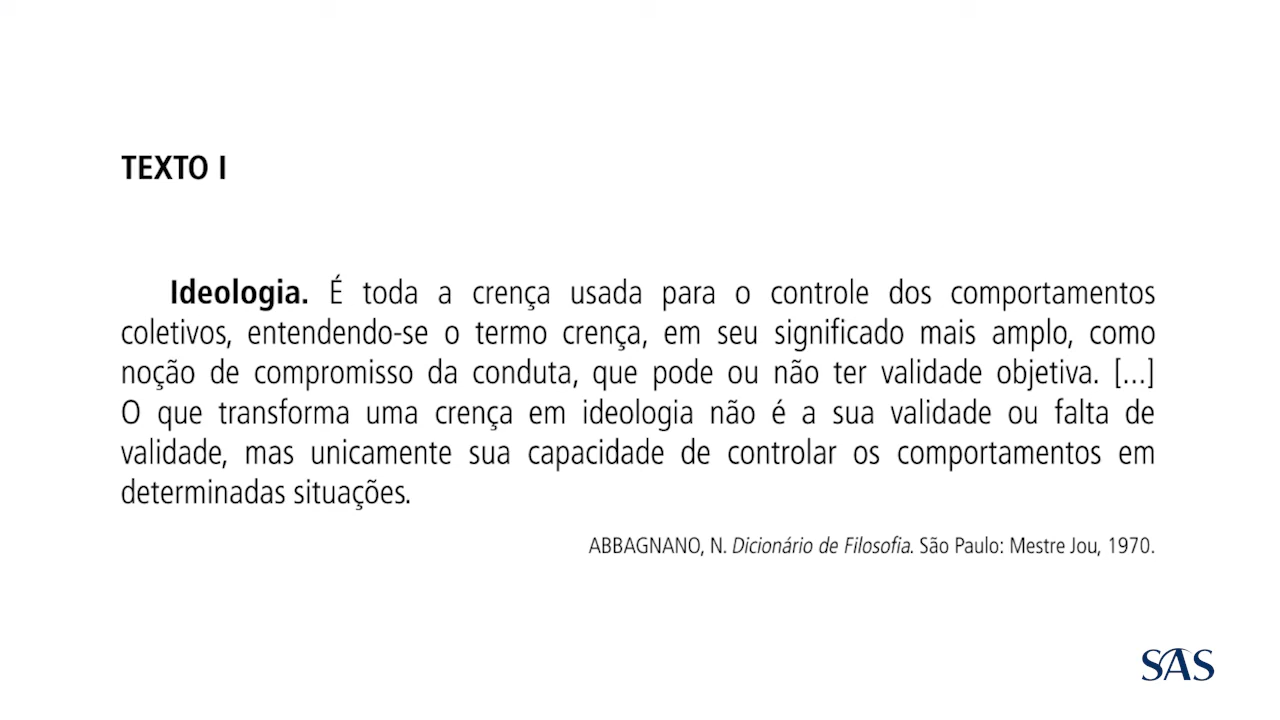 TEXTO I
Ideologia. É toda a crença usada para o controle dos comportamentos
coletivos, entendendo-se o termo crença, em seu significado mais amplo, como
noção de compromisso da conduta, que pode ou não ter validade objetiva. [...]
O que transforma uma crença em ideologia não é a sua validade ou falta de
validade, mas unicamente sua capacidade de controlar os comportamentos em
determinadas situações.
ABBAGNANO, N. Dicionário de Filosofia. São Paulo: Mestre Jou, 1970.
SAS